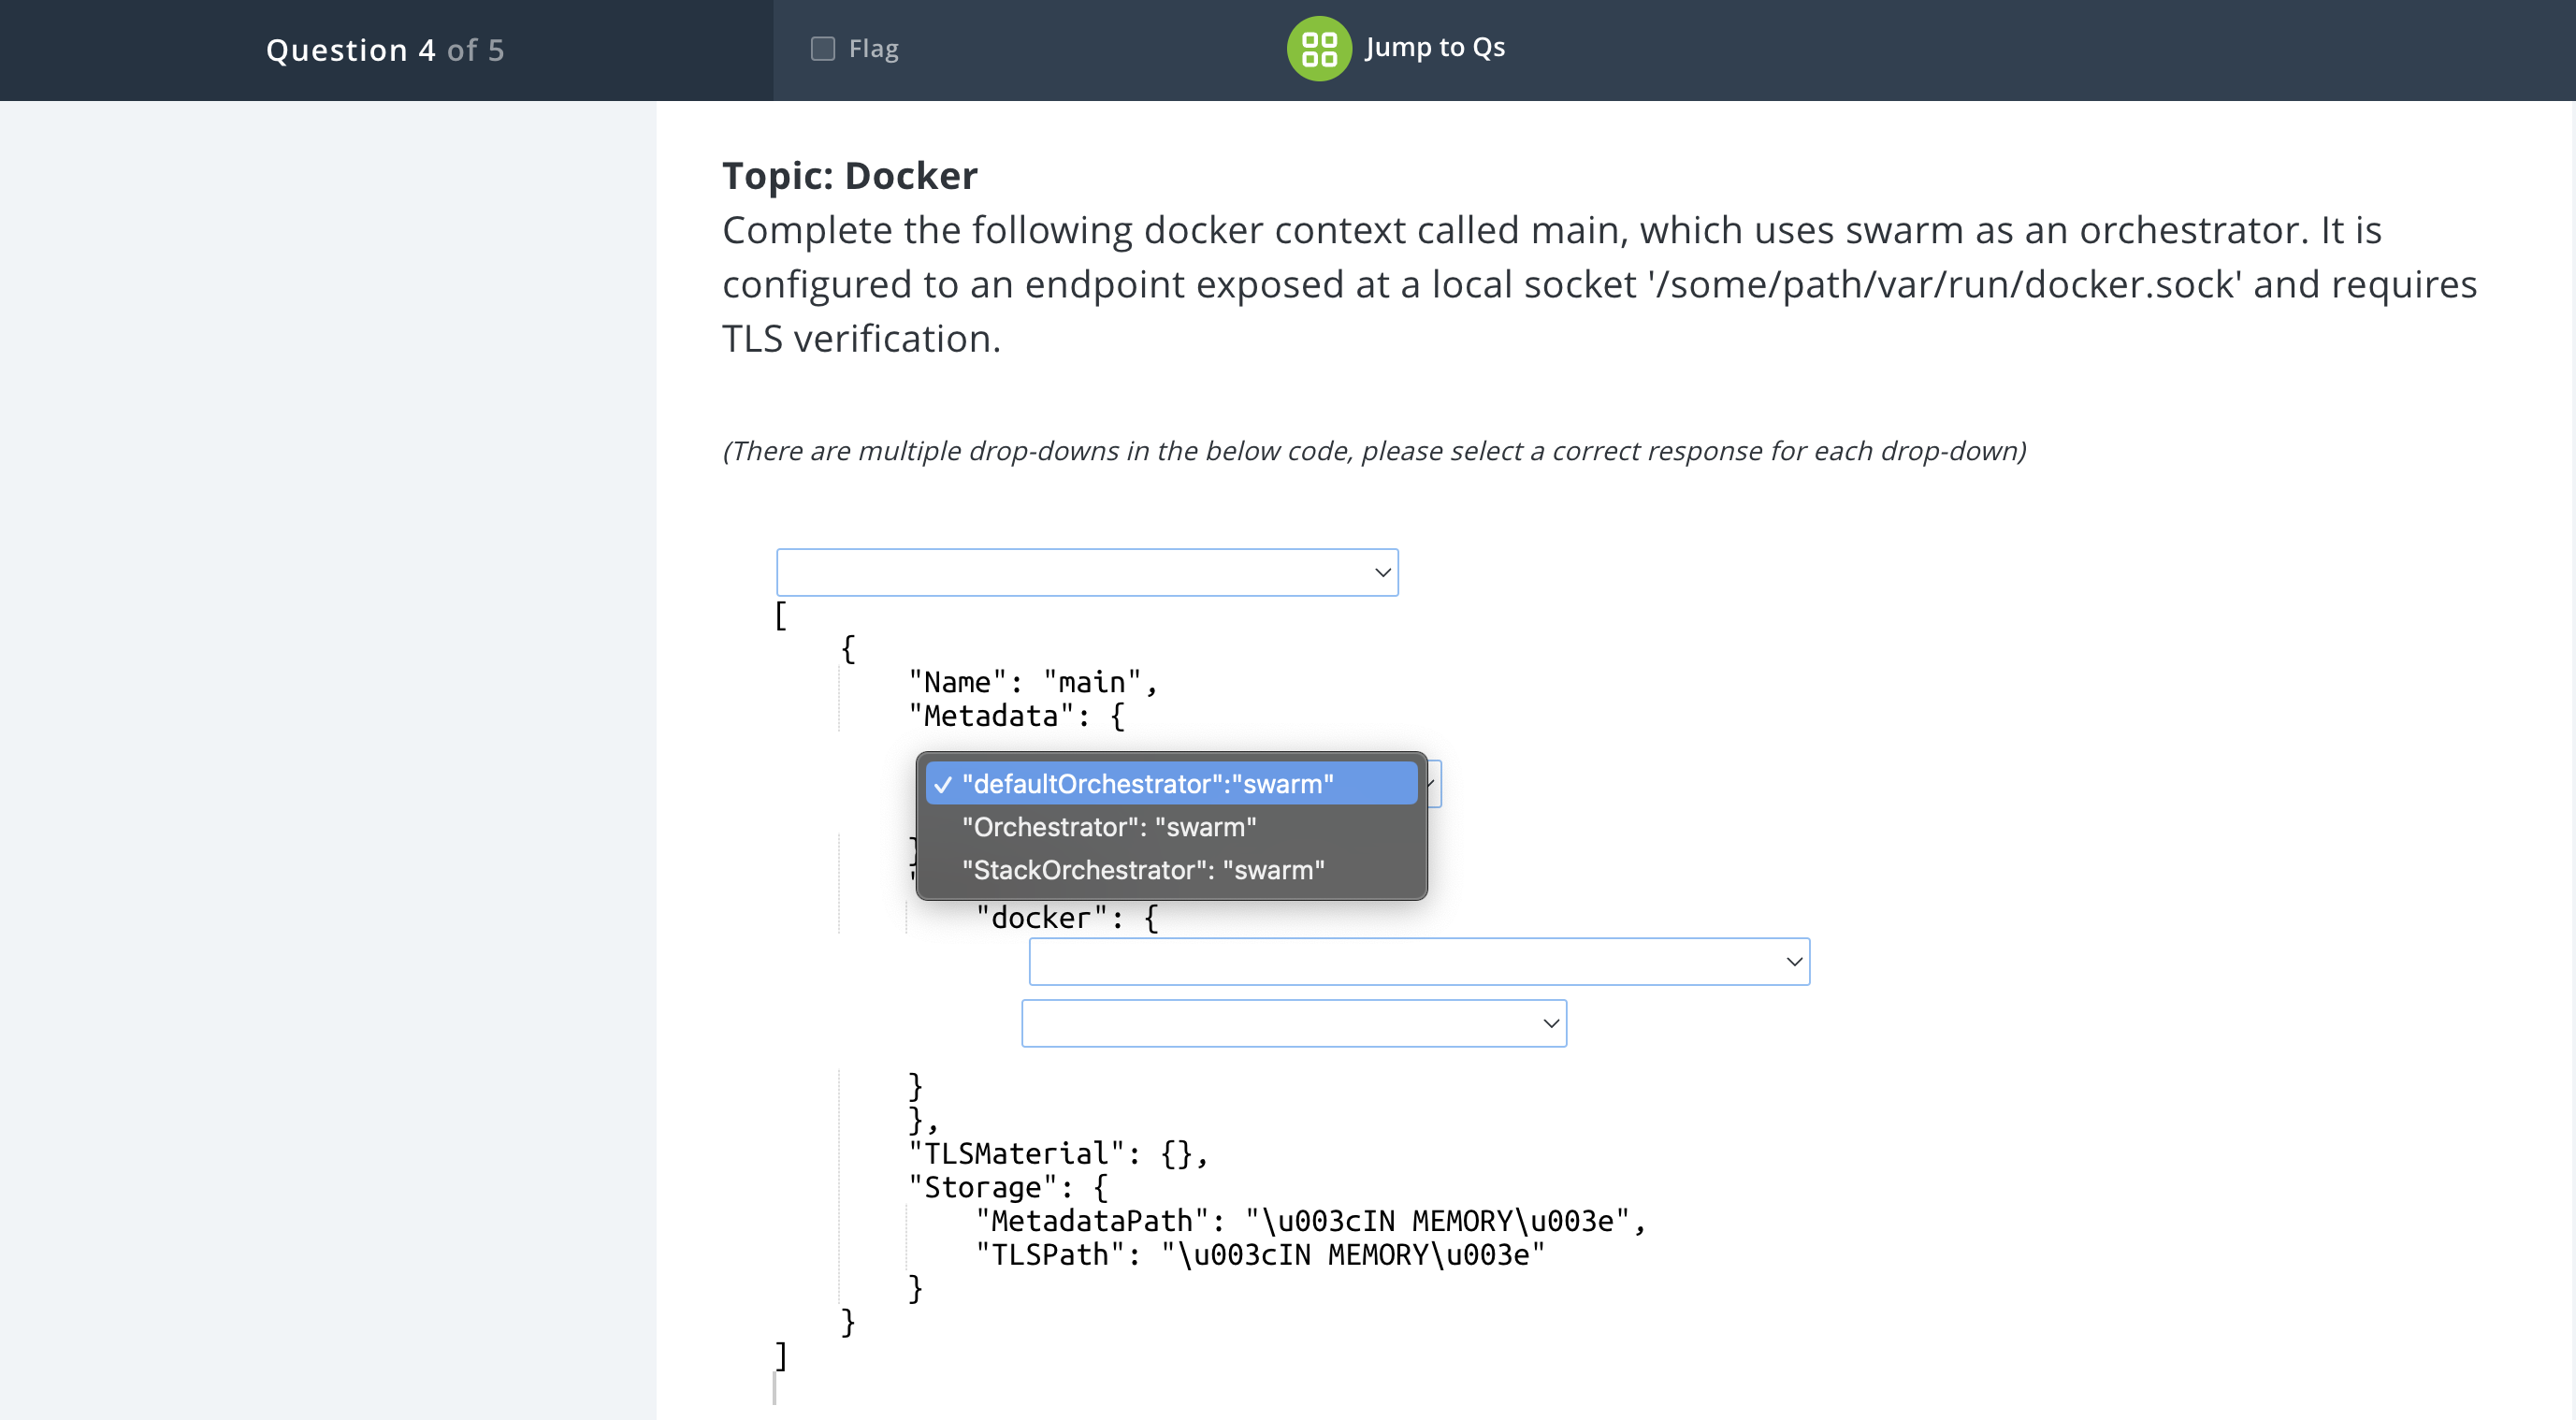 Question 4 of 5
Flag
Jump to Qs
Topic: Docker
Complete the following docker context called main, which uses swarm as an orchestrator. It is
configured to an endpoint exposed at a local socket '/some/path/var/run/docker.sock' and requires
TLS verification.
(There are multiple drop-downs in the below code, please select a correct response for each drop-down)
[
{
"Name": "main",
"Metadata": {
✓ "defaultOrchestrator":"swarm"
"Orchestrator": "swarm"
"StackOrchestrator": "swarm"
"docker": {
}
},
"TLSMaterial": {},
"Storage": {
"MetadataPath": "\u003cIN MEMORY\u003e",
"TLSPath": "\u003cIN MEMORY\u003e"
}
}
]